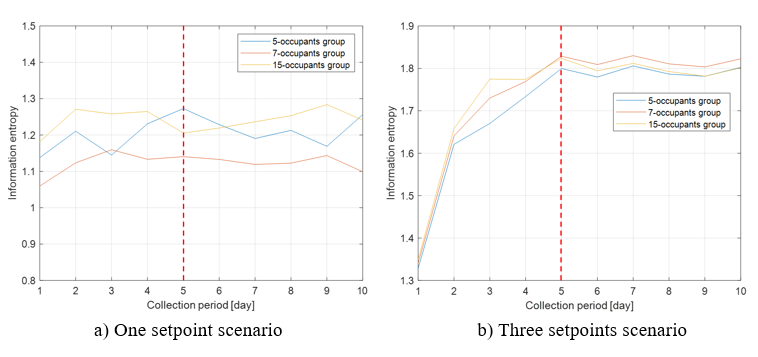 1.5
1.4
1.3
1.2
1.1
1
0.9
0.8
Information entropy
1 2 3 4 5 6 7 8 9 10
Collection period [day]
5-occupants group
7-occupants group
15-occupants group
a) One setpoint scenario
1.9
1.8
1.7
1.6
1.5
1.4
1.3
Information entropy
1 2 3 4 5 6 7 8 9 10
Collection period [day]
5-occupants group
7-occupants group
15-occupants group
b) Three setpoints scenario